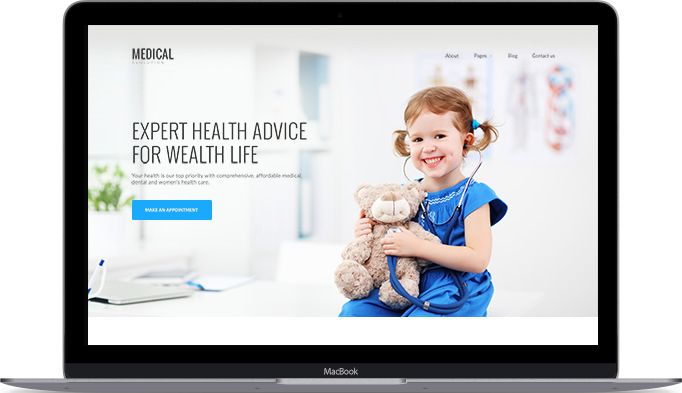 MEDICAL
About Pages Blog Contact us
EXPERT HEALTH ADVICE
FOR WEALTH LIFE
Your health is our top priority with comprehensive, affordable medical,
dental and women's health care.
MAKE AN APPOINTMENT
MacBook